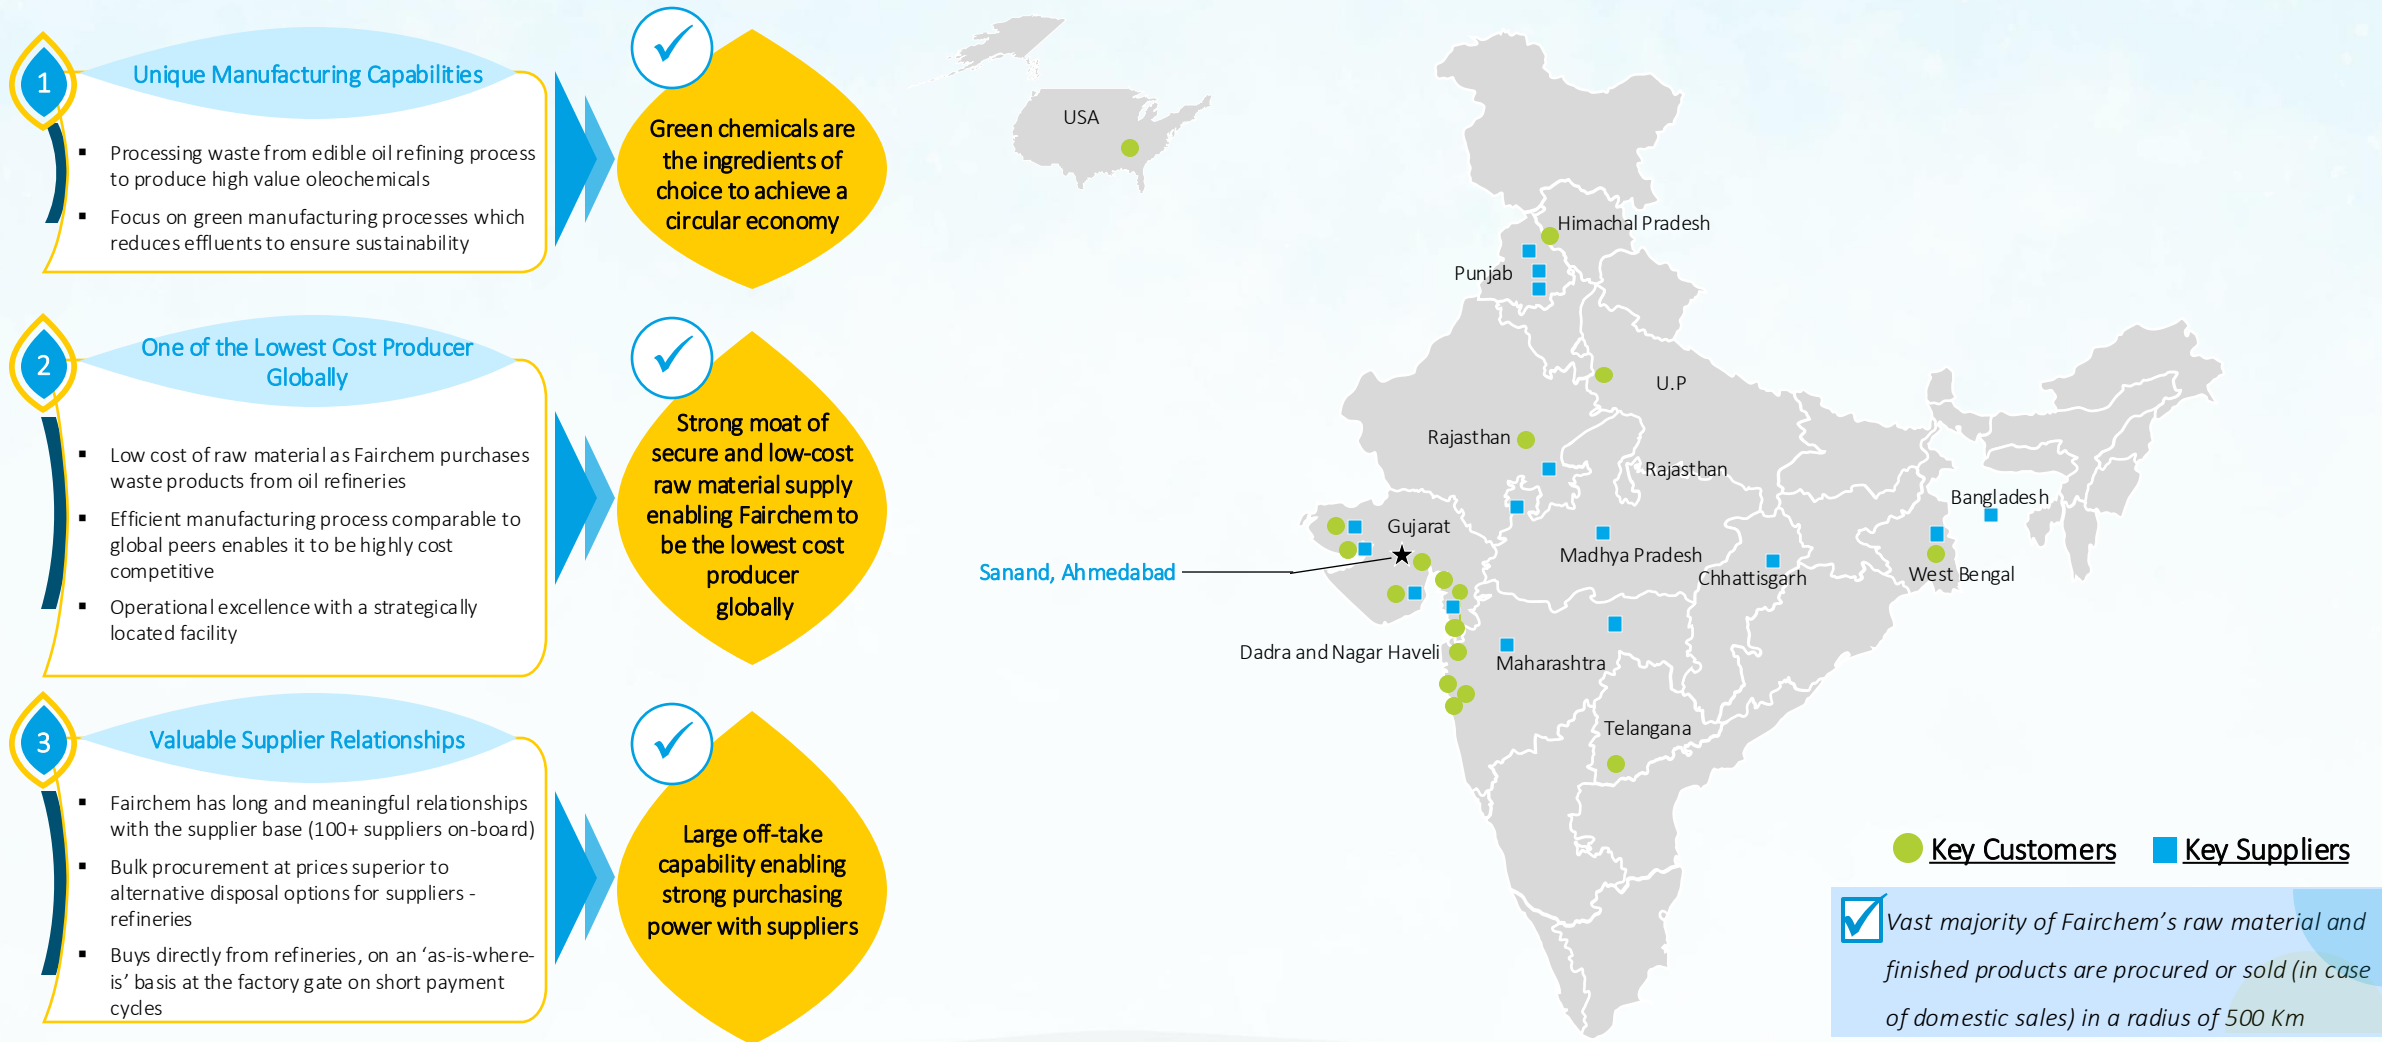 1
Unique Manufacturing Capabilities
▪ Processing waste from edible oil refining process
to produce high value oleochemicals
▪ Focus on green manufacturing processes which
reduces effluents to ensure sustainability
Green chemicals are
the ingredients of
choice to achieve a
circular economy
2
One of the Lowest Cost Producer
Globally
▪ Low cost of raw material as Fairchem purchases
waste products from oil refineries
▪ Efficient manufacturing process comparable to
global peers enables it to be highly cost
competitive
▪ Operational excellence with a strategically
located facility
Strong moat of
secure and low-cost
raw material supply
enabling Fairchem to
be the lowest cost
producer
globally
3
Valuable Supplier Relationships
▪ Fairchem has long and meaningful relationships
with the supplier base (100+ suppliers on-board)
▪ Bulk procurement at prices superior to
alternative disposal options for suppliers -
refineries
▪ Buys directly from refineries, on an ‘as-is-where-
is’ basis at the factory gate on short payment
cycles
Large off-take
capability enabling
strong purchasing
power with suppliers
USA
Himachal Pradesh
Punjab
U.P
Rajasthan
Rajasthan
Bangladesh
Gujarat
Madhya Pradesh
Sanand, Ahmedabad
Chhattisgarh
West Bengal
Dadra and Nagar Haveli
Maharashtra
Telangana
Key Customers
Key Suppliers
Vast majority of Fairchem’s raw material and
finished products are procured or sold (in case
of domestic sales) in a radius of 500 Km